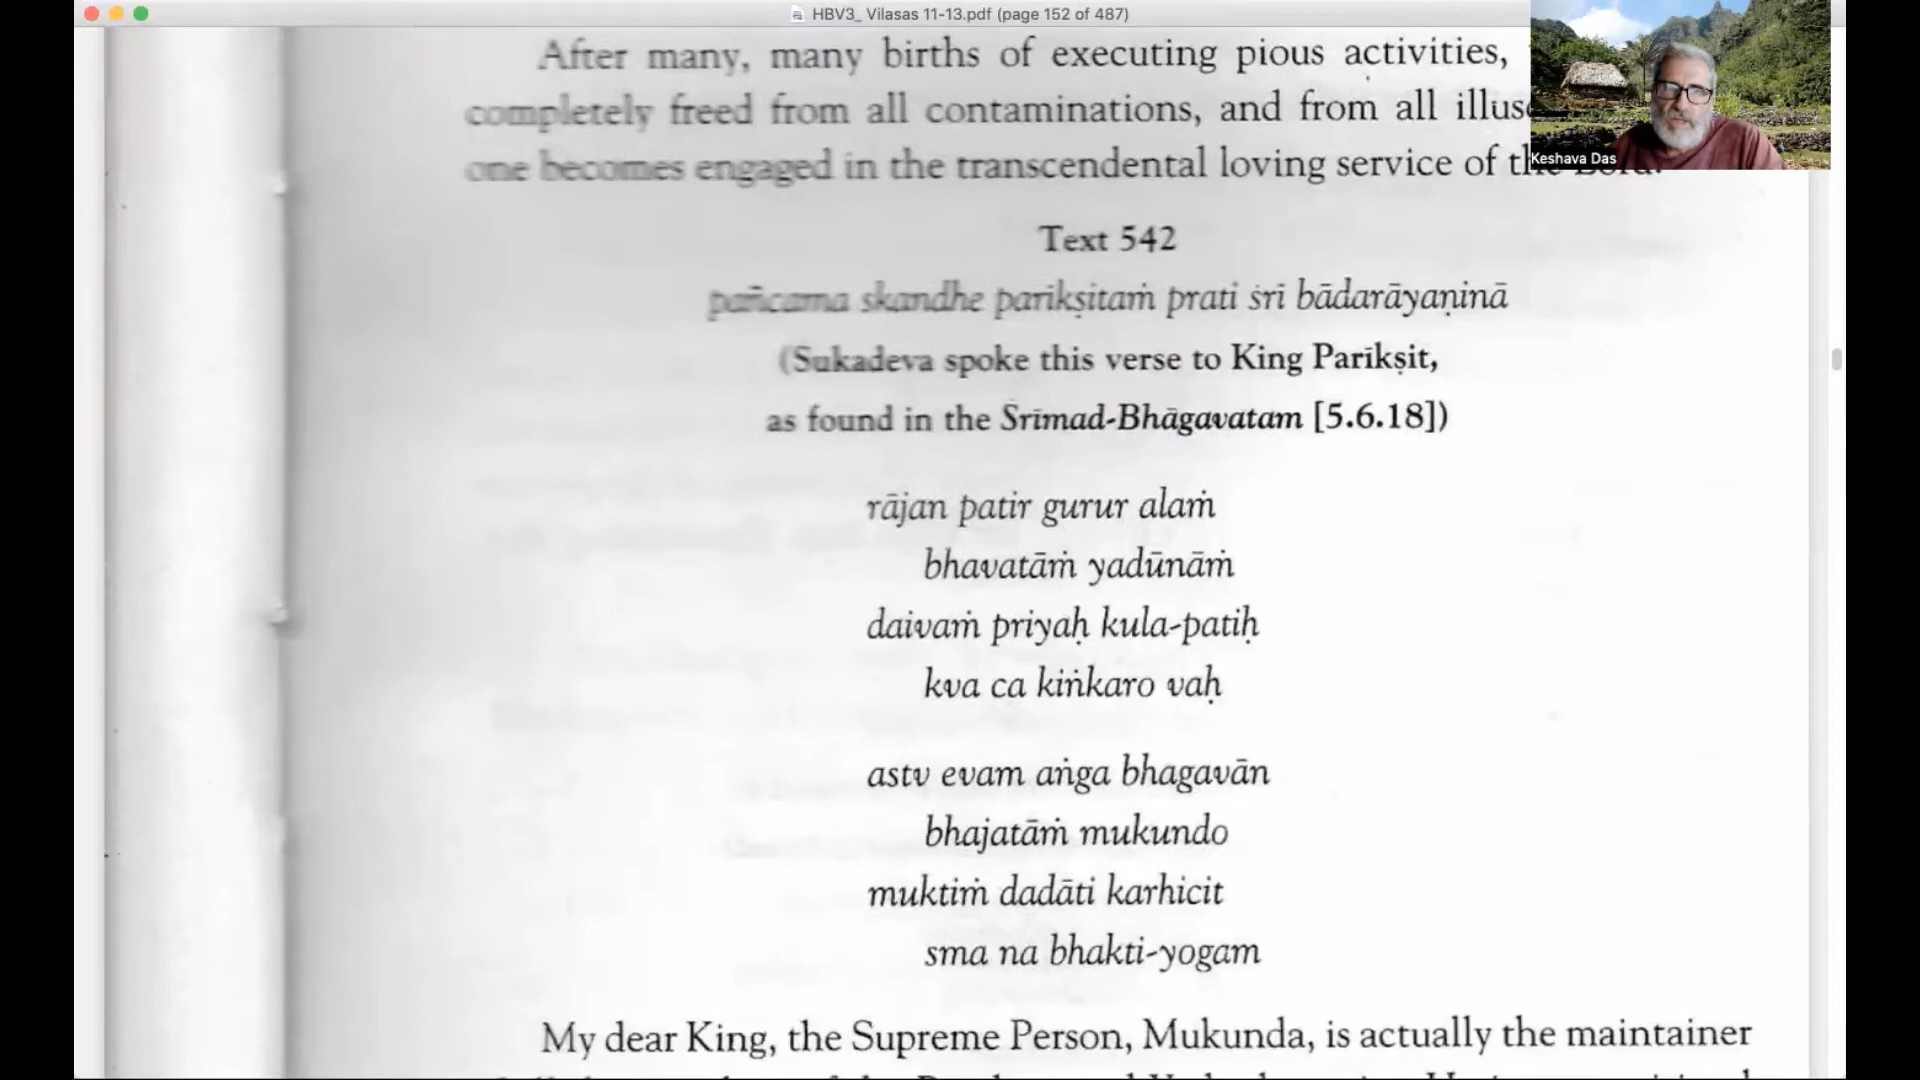 HBV3_ Vilasas 11-13.pdf (page 152 of 487)
After many, many births of executing pious activities,
completely freed from all contaminations, and from all
one becomes engaged in the transcendental loving service of
Keshava Das
Text 542
pañcama skandhe parīkṣitaṁ prati śrī bādarāyaṇinā
(Śukadeva spoke this verse to King Parīkṣit,
as found in the Śrīmad-Bhāgavatam [5.6.18])
rājan patir gurur alaṁ
bhavatāṁ yadūnāṁ
daivaṁ priyaḥ kula-patiḥ
kva ca kiṅkaro vaḥ
astv evam aṅga bhagavān
bhajatāṁ mukundo
muktiṁ dadāti karhicit
sma na bhakti-yogam
My dear King, the Supreme Person, Mukunda, is actually the maintainer